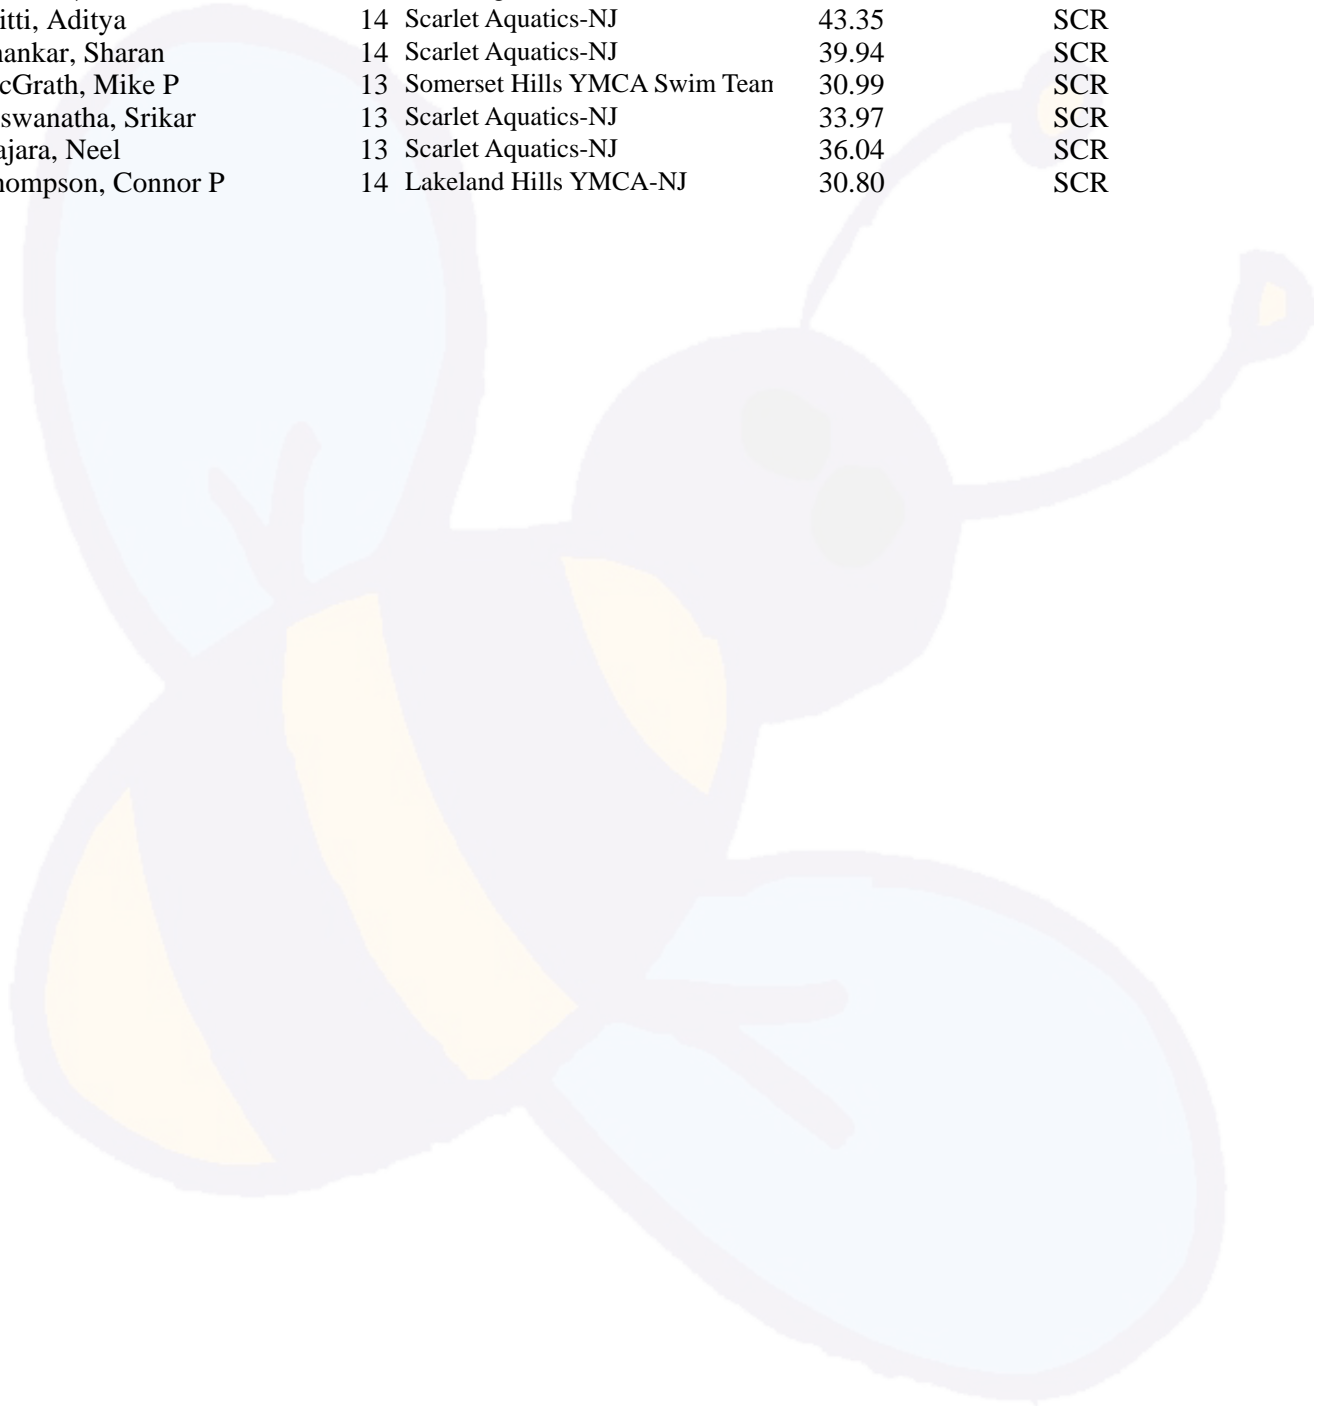 itti, Aditya 14 Scarlet Aquatics-NJ 43.35 SCR
ankar, Sharan 14 Scarlet Aquatics-NJ 39.94 SCR
cGrath, Mike P 13 Somerset Hills YMCA Swim Tean 30.99 SCR
swanatha, Srikar 13 Scarlet Aquatics-NJ 33.97 SCR
ajara, Neel 13 Scarlet Aquatics-NJ 36.04 SCR
hompson, Connor P 14 Lakeland Hills YMCA-NJ 30.80 SCR